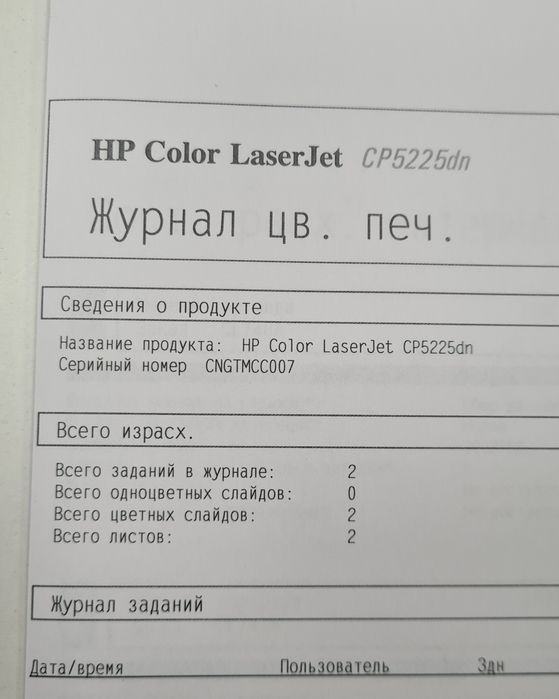 HP Color LaserJet CP5225dn
Журнал цв. печ.
Сведения о продукте
Название продукта: HP Color LaserJet CP5225dn
Серийный номер CNGTMCC007
Всего израсх.
Всего заданий в журнале: 2
Всего одноцветных слайдов: 0
Всего цветных слайдов: 2
Всего листов: 2
Журнал заданий
Дата/время Пользователь Здн